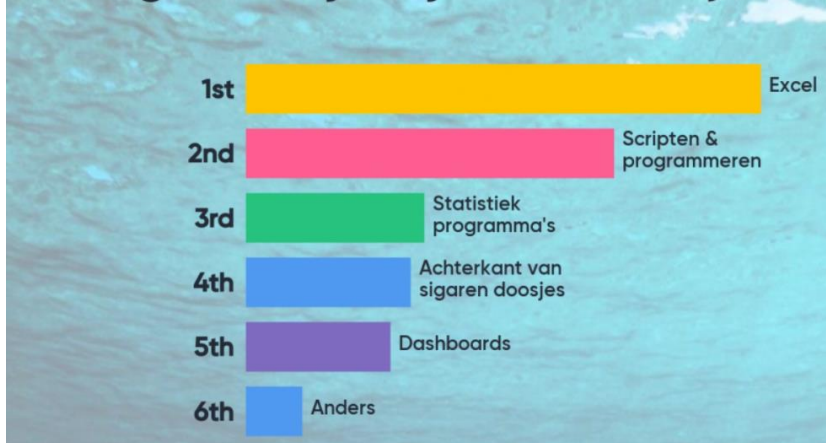 1st
Excel
2nd
Scripten &
programmeren
3rd
Statistiek
programma's
4th
Achterkant van
sigaren doosjes
5th
Dashboards
6th
Anders